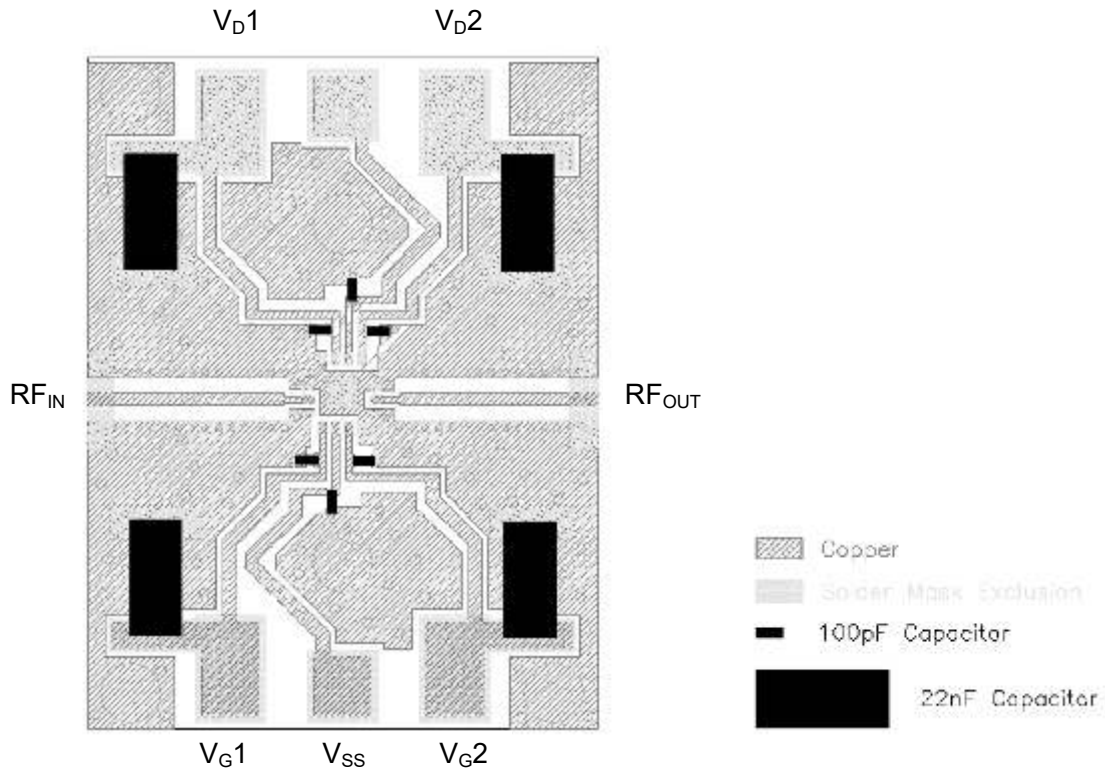 VD1 VD2
RFIN RFOUT
Copper
Solder Mask Exclusion
100pF Capacitor
22nF Capacitor
VG1 VSS VG2